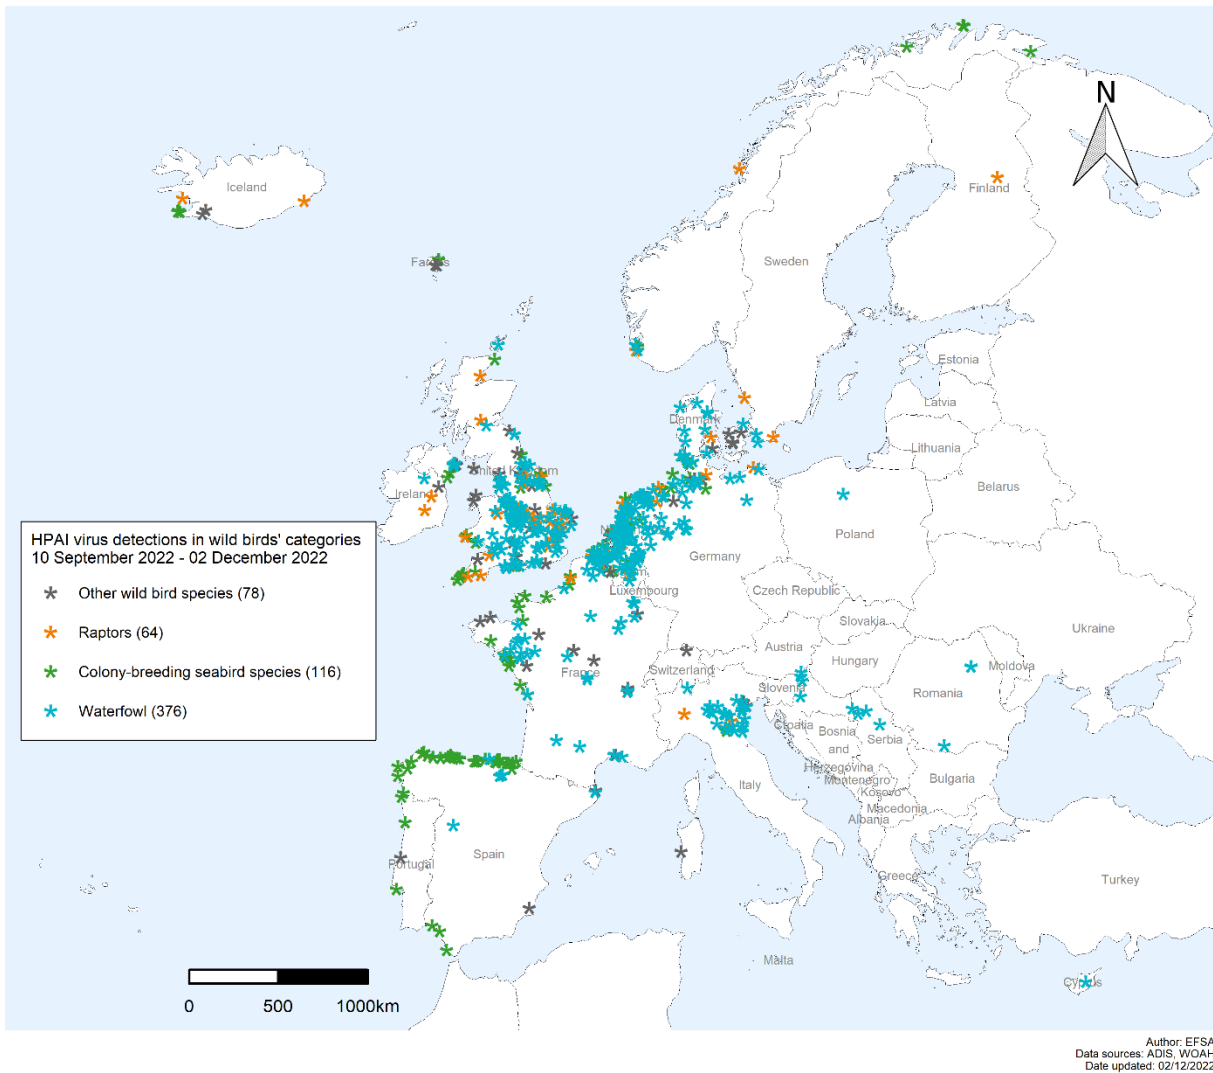 N
Iceland
Finland
Sweden
Estonia
Latvia
Denmark
Lithuania
United Kingdom
Ireland
Belarus
Poland
HPAI virus detections in wild birds' categories
10 September 2022 - 02 December 2022
Other wild bird species (78)
Raptors (64)
Colony-breeding seabird species (116)
Waterfowl (376)
Germany
Luxembourg
Czech Republic
Slovakia
Ukraine
Austria
Hungary
Moldova
France
Switzerland
Slovenia
Romania
Croatia
Bosnia
and
Herzegovina
Serbia
Montenegro
Bulgaria
Italy
Kosovo
Macedonia
Albania
Spain
Portugal
Greece
Turkey
Malta
Cyprus
0 500 1000km
Author: EFSA
Data sources: ADIS, WOAH
Date updated: 02/12/2022